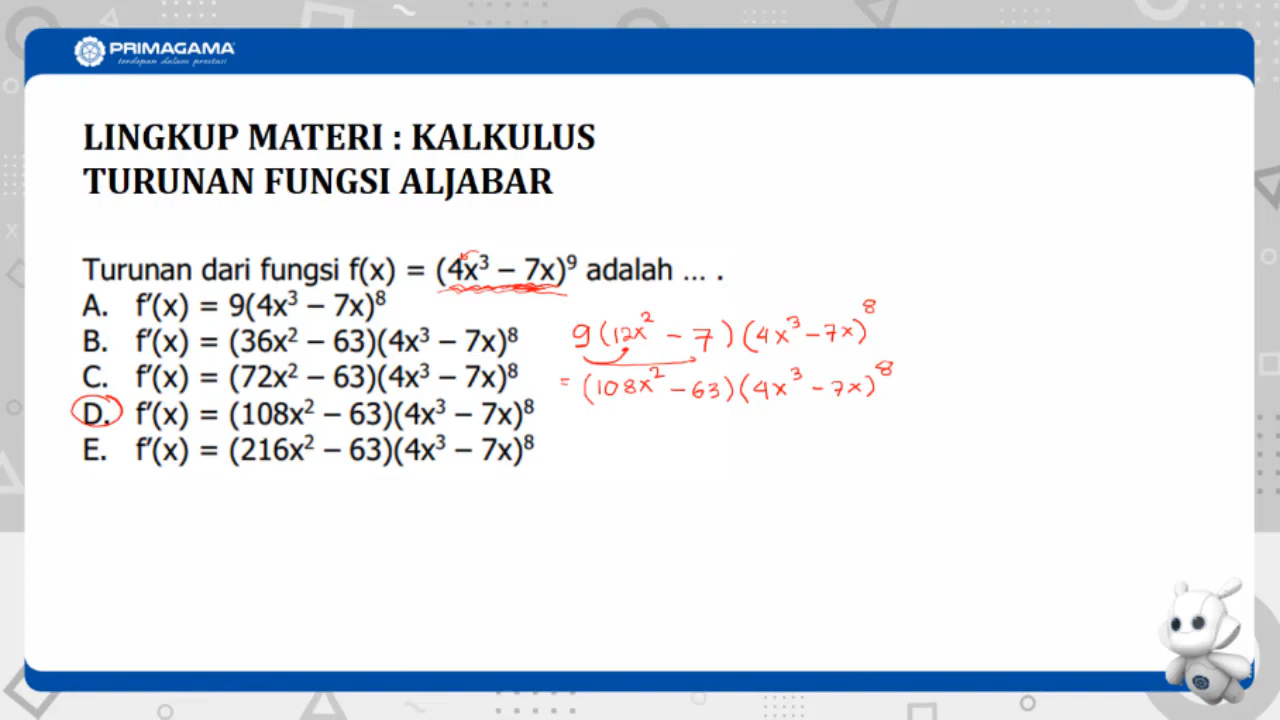 PRIMAGAMA
terdepan dalam prestasi
LINGKUP MATERI : KALKULUS
TURUNAN FUNGSI ALJABAR
Turunan dari fungsi f(x) = (4x³ – 7x)⁹ adalah ... .
A. f′(x) = 9(4x³ – 7x)⁸
B. f′(x) = (36x² – 63)(4x³ – 7x)⁸
C. f′(x) = (72x² – 63)(4x³ – 7x)⁸
D. f′(x) = (108x² – 63)(4x³ – 7x)⁸
E. f′(x) = (216x² – 63)(4x³ – 7x)⁸
9(12x² – 7)(4x³ – 7x)⁸
= (108x² – 63)(4x³ – 7x)⁸